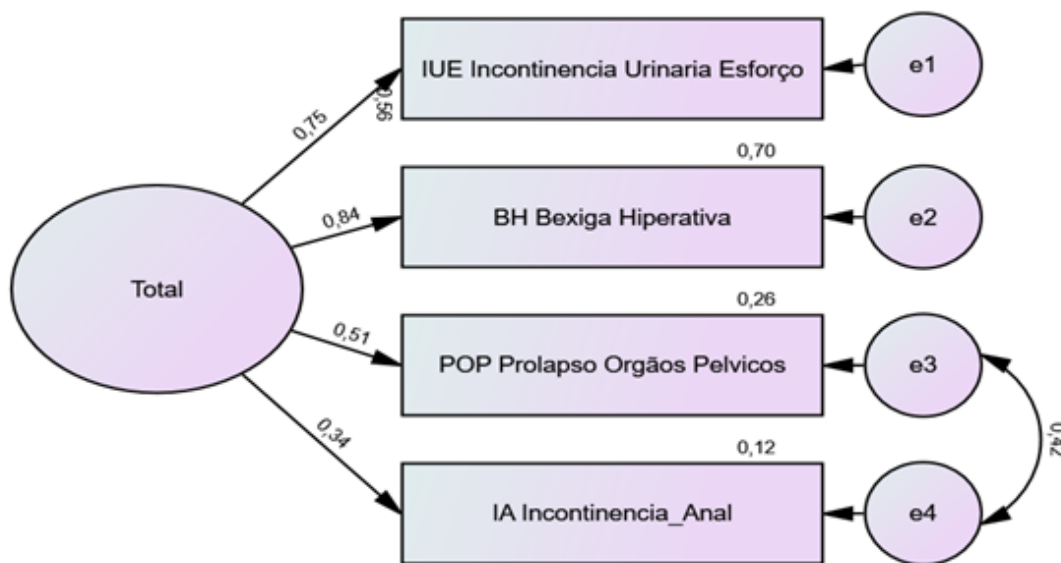 IUE Incontinencia Urinaria Esforço
e1
0,75
0,56
0,70
0,84
BH Bexiga Hiperativa
e2
Total
0,26
0,51
POP Prolapso Orgãos Pelvicos
e3
0,42
0,34
0,12
IA Incontinencia_Anal
e4